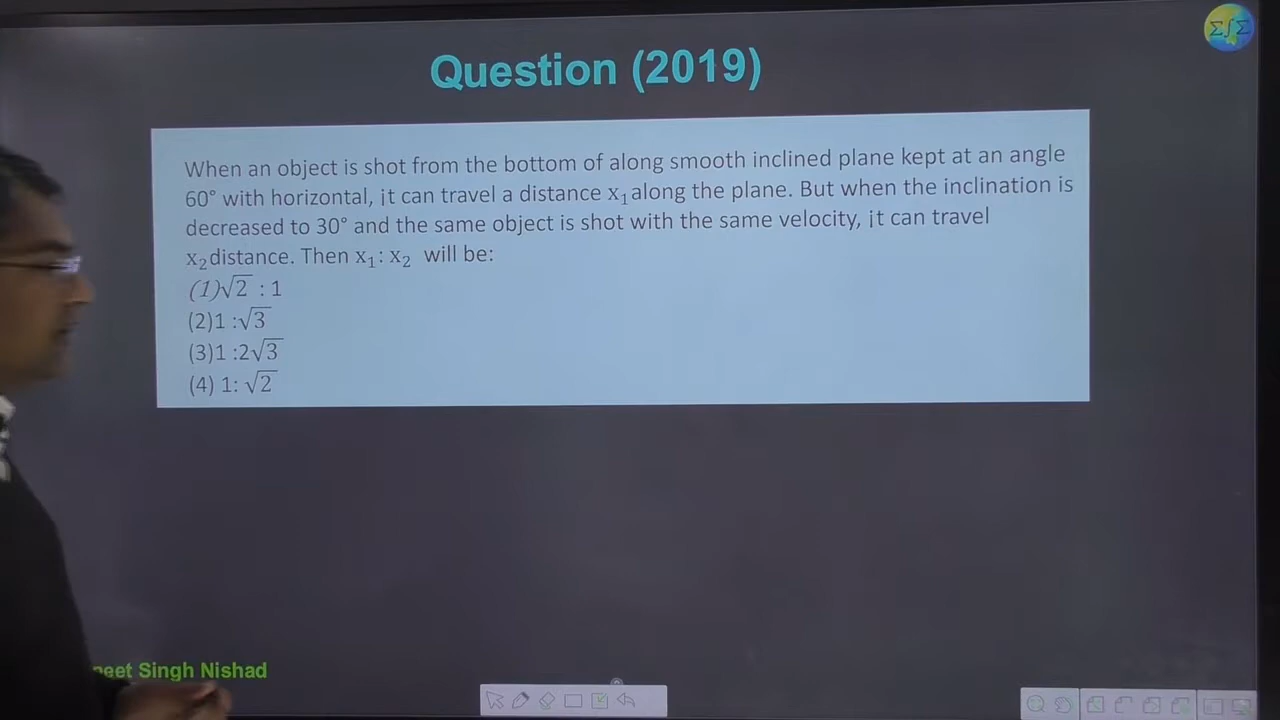 ΣʃΣ
Question (2019)
When an object is shot from the bottom of along smooth inclined plane kept at an angle
60° with horizontal, it can travel a distance x₁ along the plane. But when the inclination is
decreased to 30° and the same object is shot with the same velocity, it can travel
x₂ distance. Then x₁: x₂ will be:
(1)√2 : 1
(2)1 :√3
(3)1 :2√3
(4) 1: √2
neet Singh Nishad